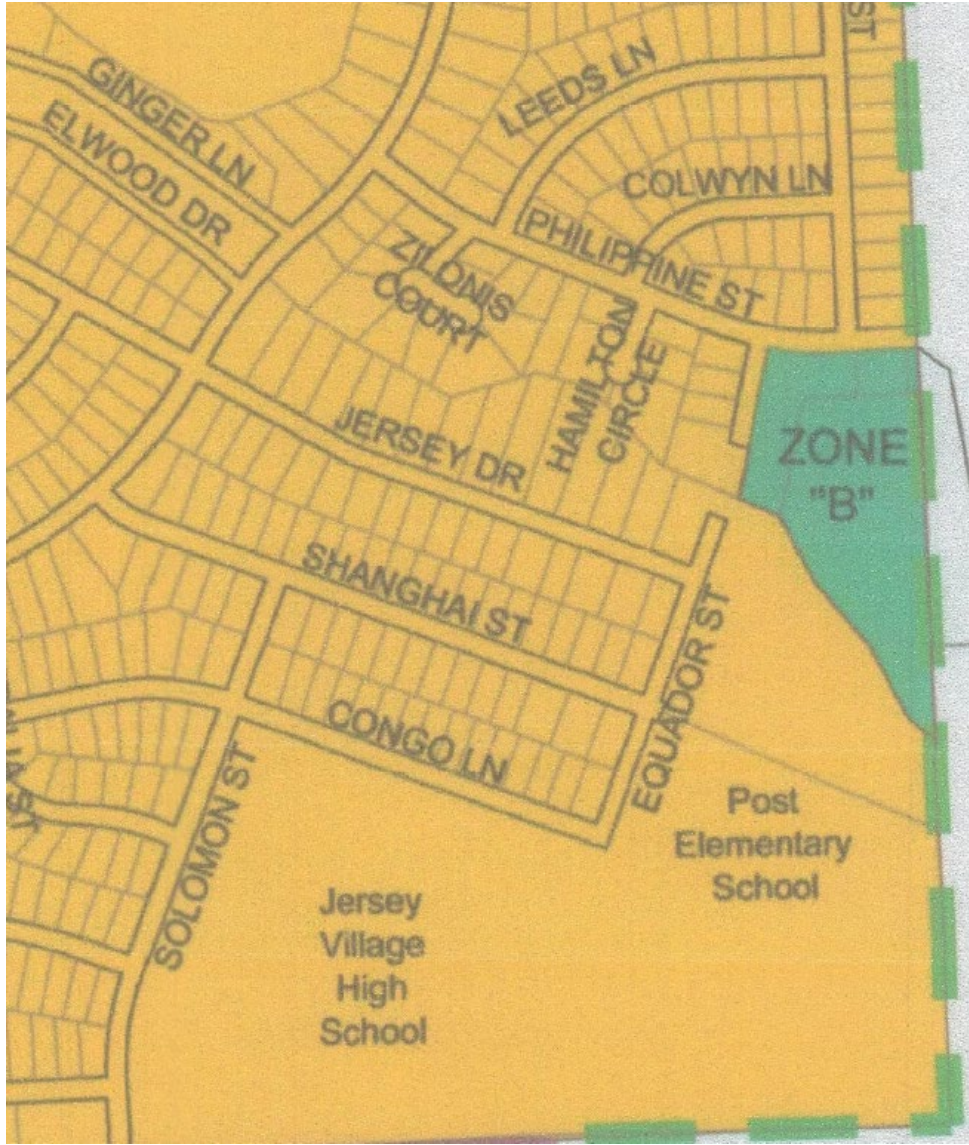 ST
GINGER LN
LEEDS LN
ELWOOD DR
COLWYN LN
PHILIPPINE ST
ZILONIS
COURT
HAMILTON
CIRCLE
JERSEY DR
ZONE
"B"
SHANGHAI ST
EQUADOR ST
CONGO LN
SOLOMON ST
Post
Elementary
School
Jersey
Village
High
School